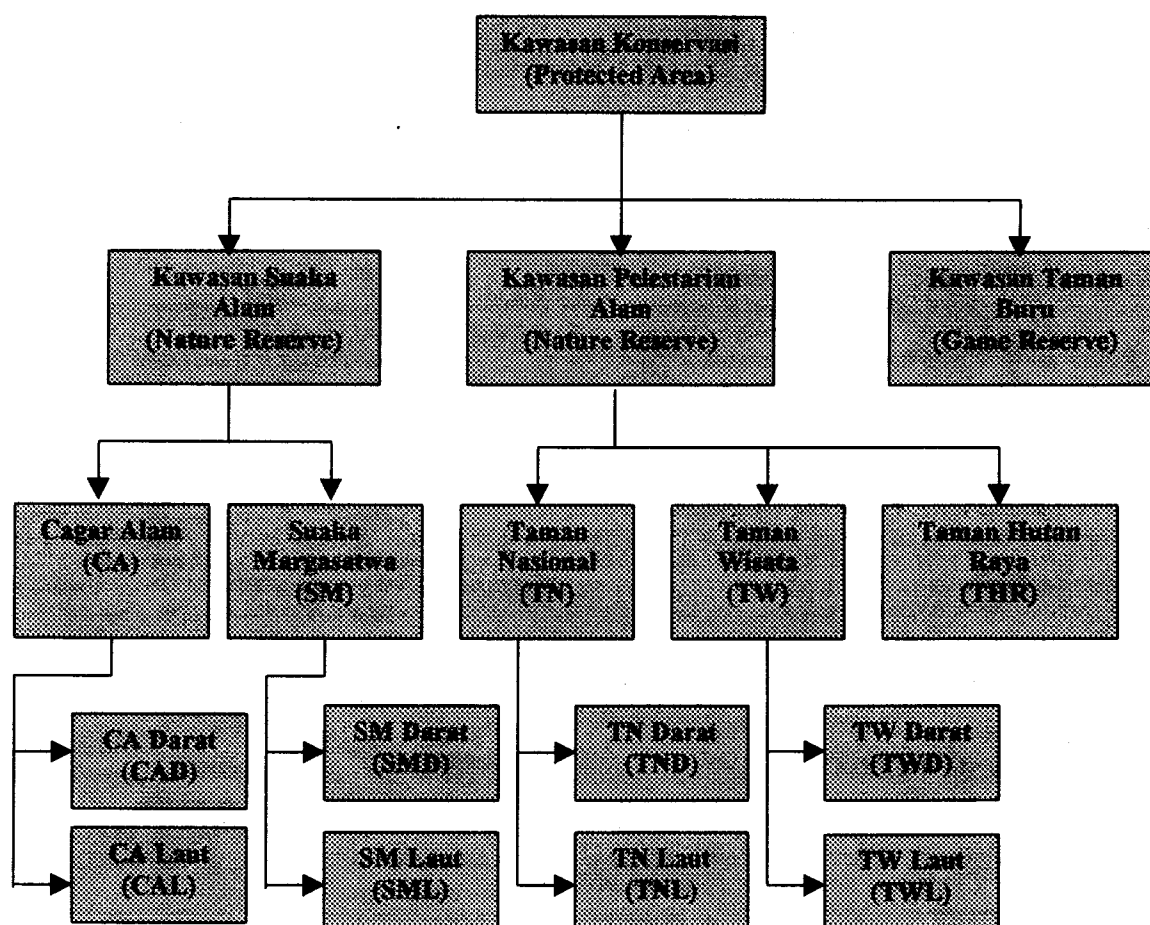 Kawasan Konservasi
(Protected Area)
Kawasan Suaka
Alam
(Nature Reserve)
Kawasan Pelestarian
Alam
(Nature Reserve)
Kawasan Taman
Buru
(Game Reserve)
Cagar Alam
(CA)
Suaka
Margasatwa
(SM)
Taman
Nasional
(TN)
Taman
Wisata
(TW)
Taman Hutan
Raya
(THR)
CA Darat
(CAD)
SM Darat
(SMD)
TN Darat
(TND)
TW Darat
(TWD)
CA Laut
(CAL)
SM Laut
(SML)
TN Laut
(TNL)
TW Laut
(TWL)